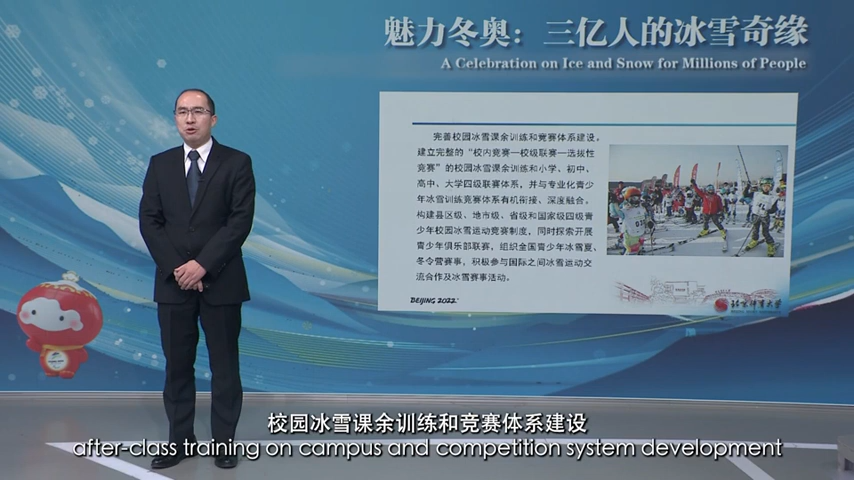 魅力冬奥：三亿人的冰雪奇缘
A Celebration on Ice and Snow for Millions of People
完善校园冰雪课余训练和竞赛体系建设。
建立完整的“校内竞赛—校级联赛—选拔性
竞赛”的校园冰雪课余训练和小学、初中、
高中、大学四级联赛体系，并与专业化青少
年冰雪训练竞赛体系有机衔接、深度融合。
构建县区级、地市级、省级和国家级四级青
少年校园冰雪运动竞赛制度，同时探索开展
青少年俱乐部联赛，组织全国青少年冰雪夏、
冬令营赛事，积极参与国际之间冰雪运动交
流合作及冰雪赛事活动。
BEIJING 2022
北京体育大学
校园冰雪课余训练和竞赛体系建设
after-class training on campus and competition system development